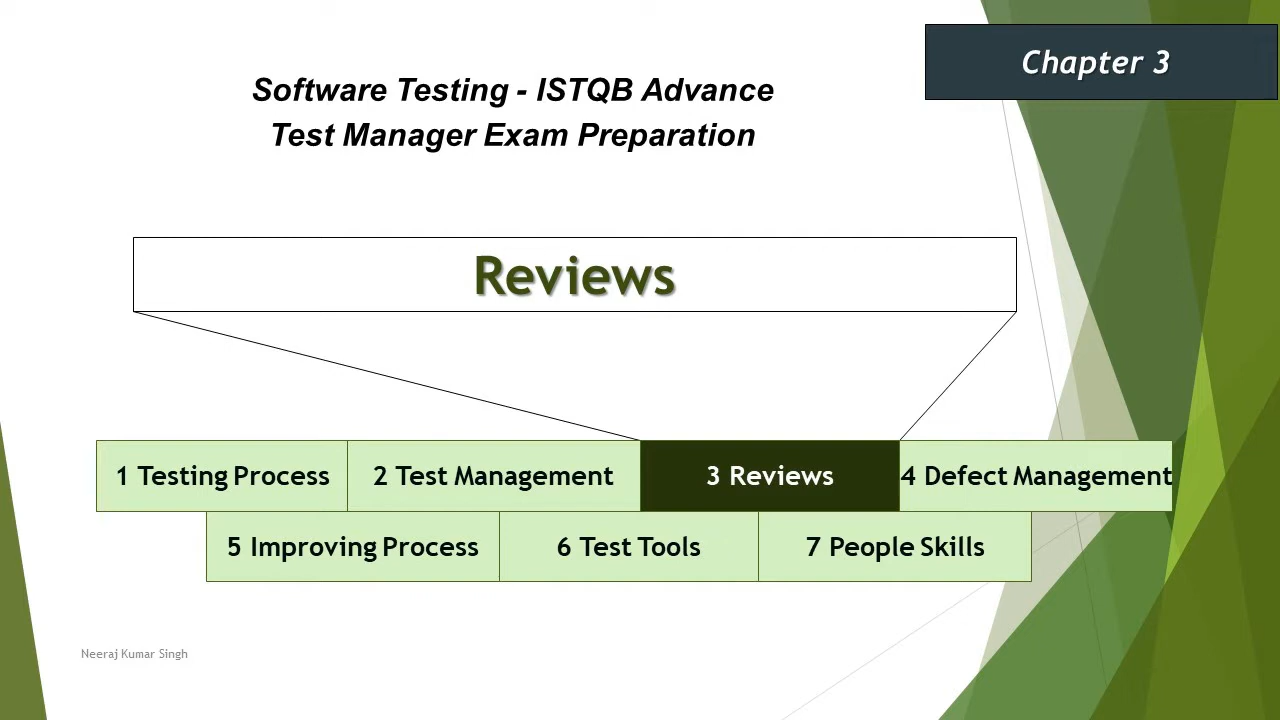 Chapter 3
Software Testing - ISTQB Advance
Test Manager Exam Preparation
Reviews
1 Testing Process
2 Test Management
3 Reviews
4 Defect Management
5 Improving Process
6 Test Tools
7 People Skills
Neeraj Kumar Singh